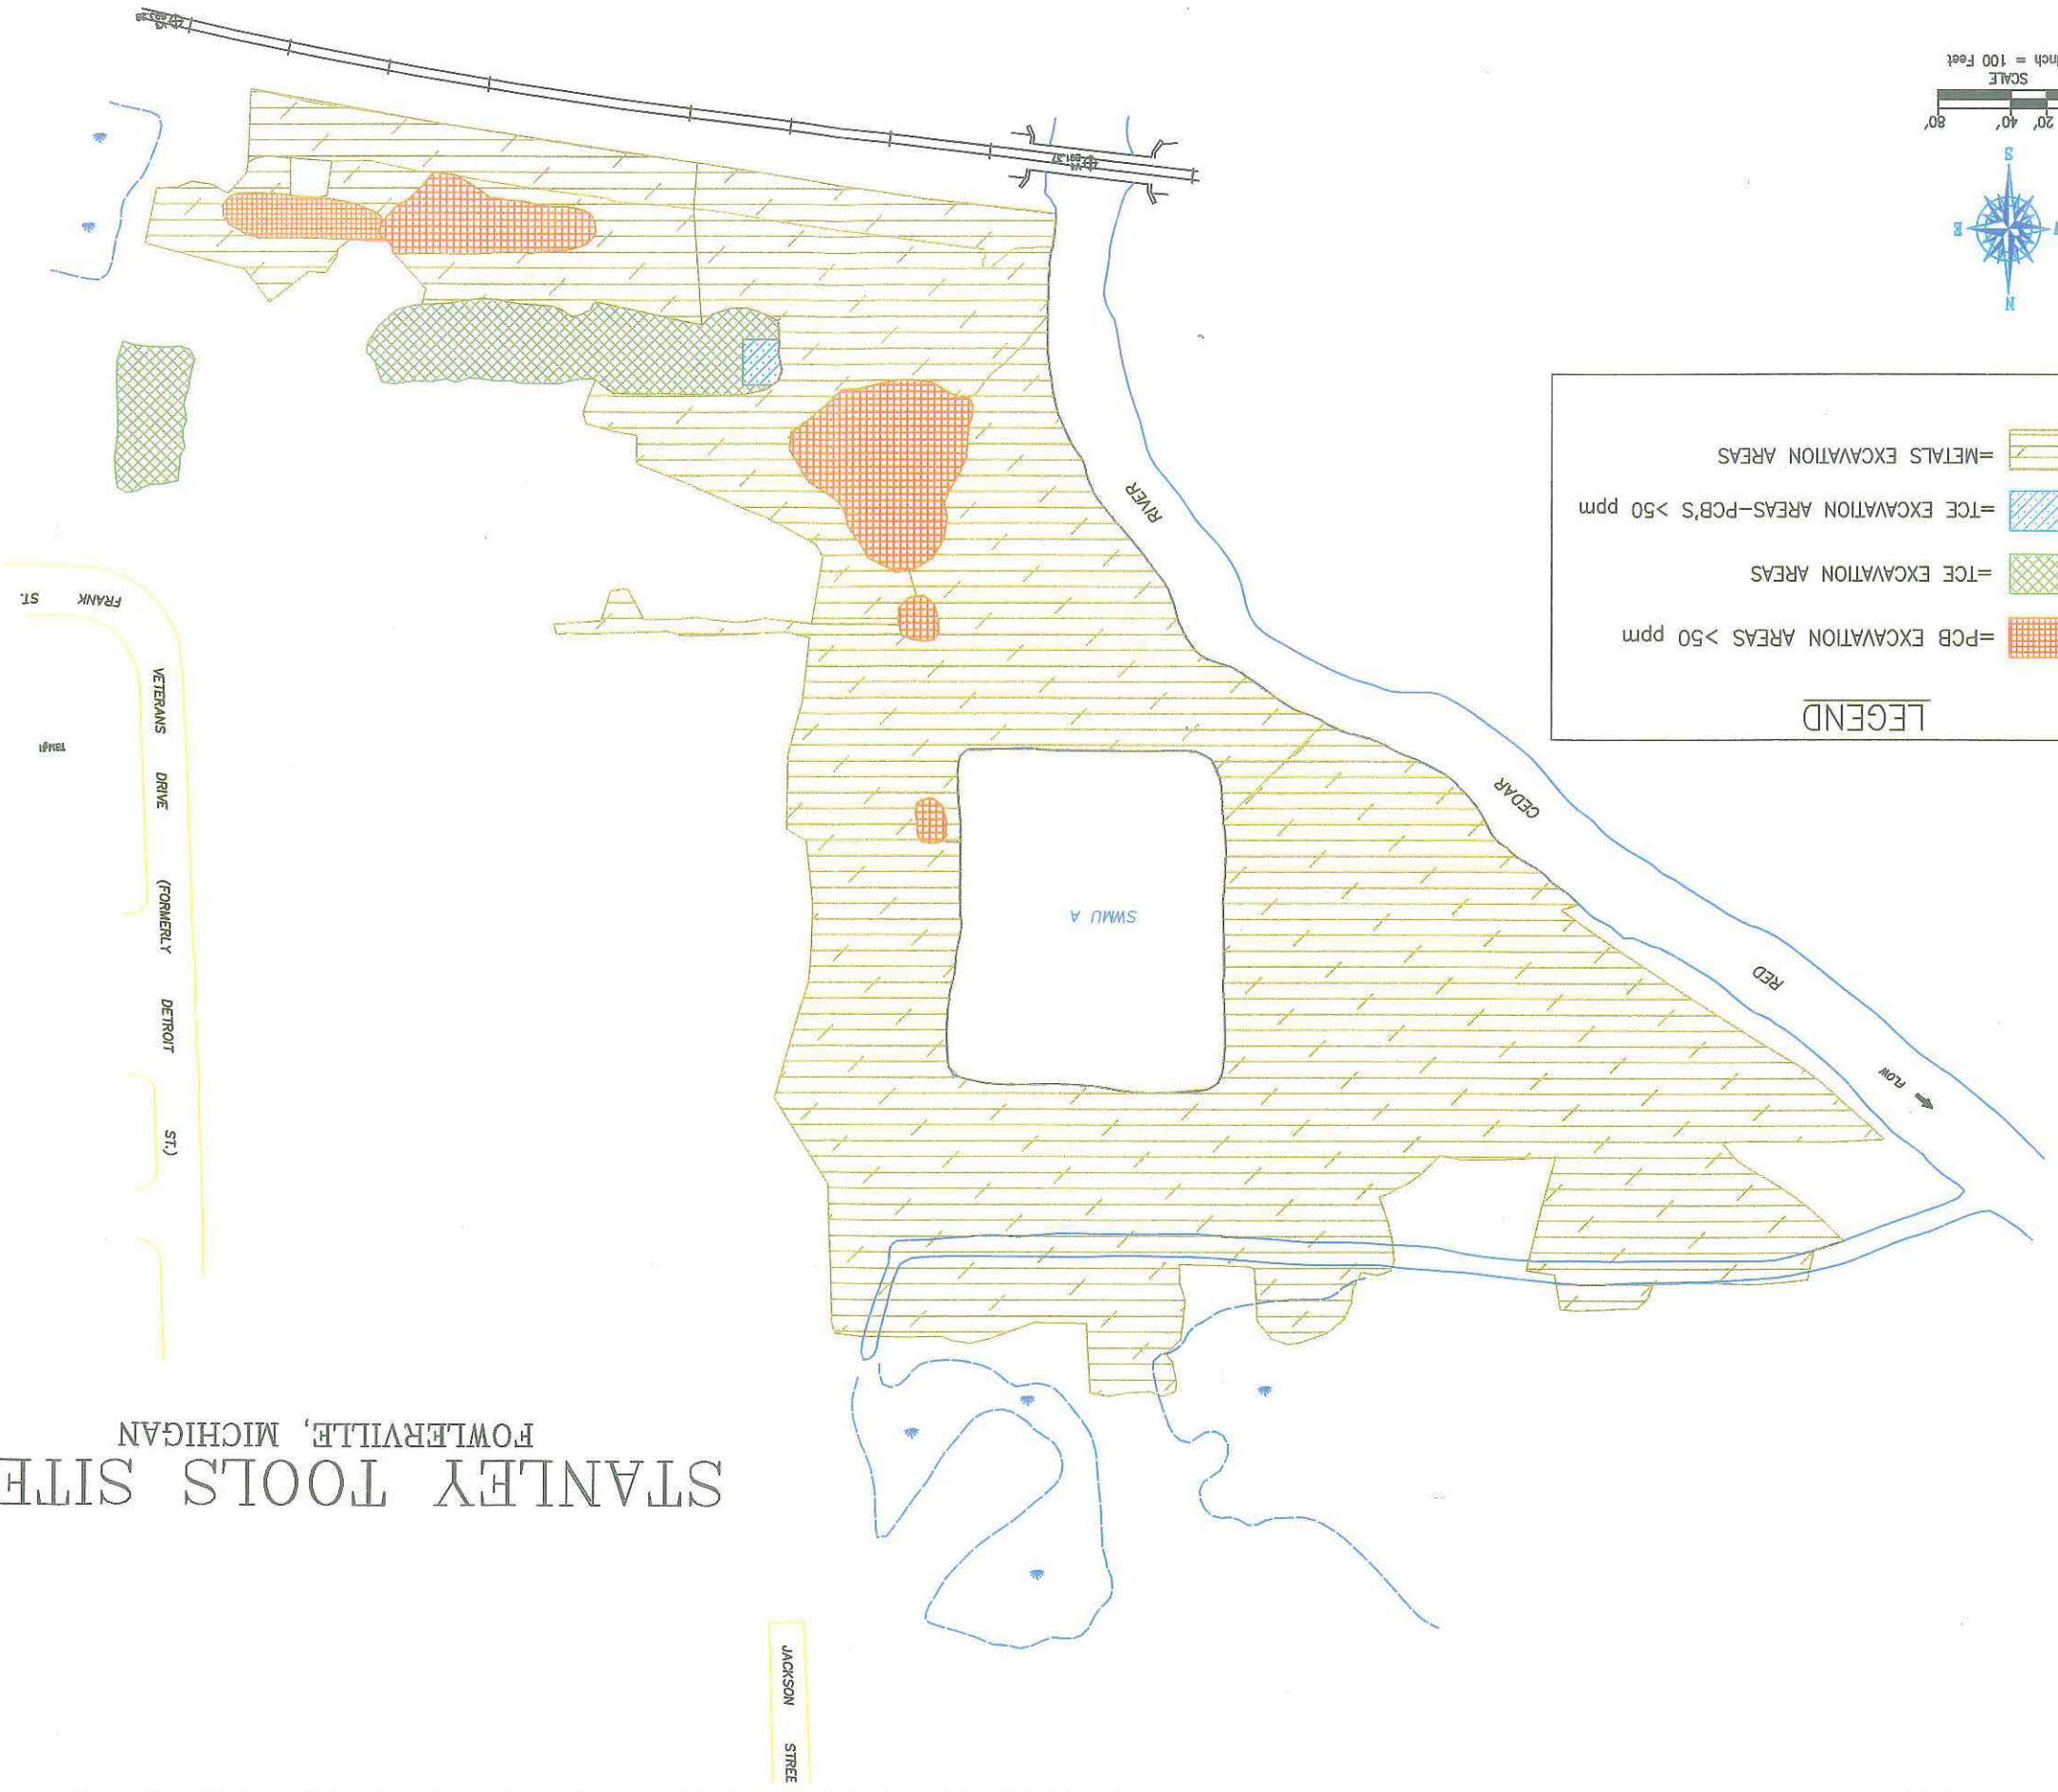 JACKSON STREE
STANLEY TOOLS SITE
FOWLERVILLE, MICHIGAN
FLOW
RED
CEDAR
RIVER
SWMU A
VETERANS DRIVE (FORMERLY DETROIT ST.)
FRANK ST.
TBM#1
LEGEND
=PCB EXCAVATION AREAS >50 ppm
=TCE EXCAVATION AREAS
=TCE EXCAVATION AREAS-PCB'S >50 ppm
=METALS EXCAVATION AREAS
N
E
S
20' 40' 80'
SCALE
inch = 100 Feet